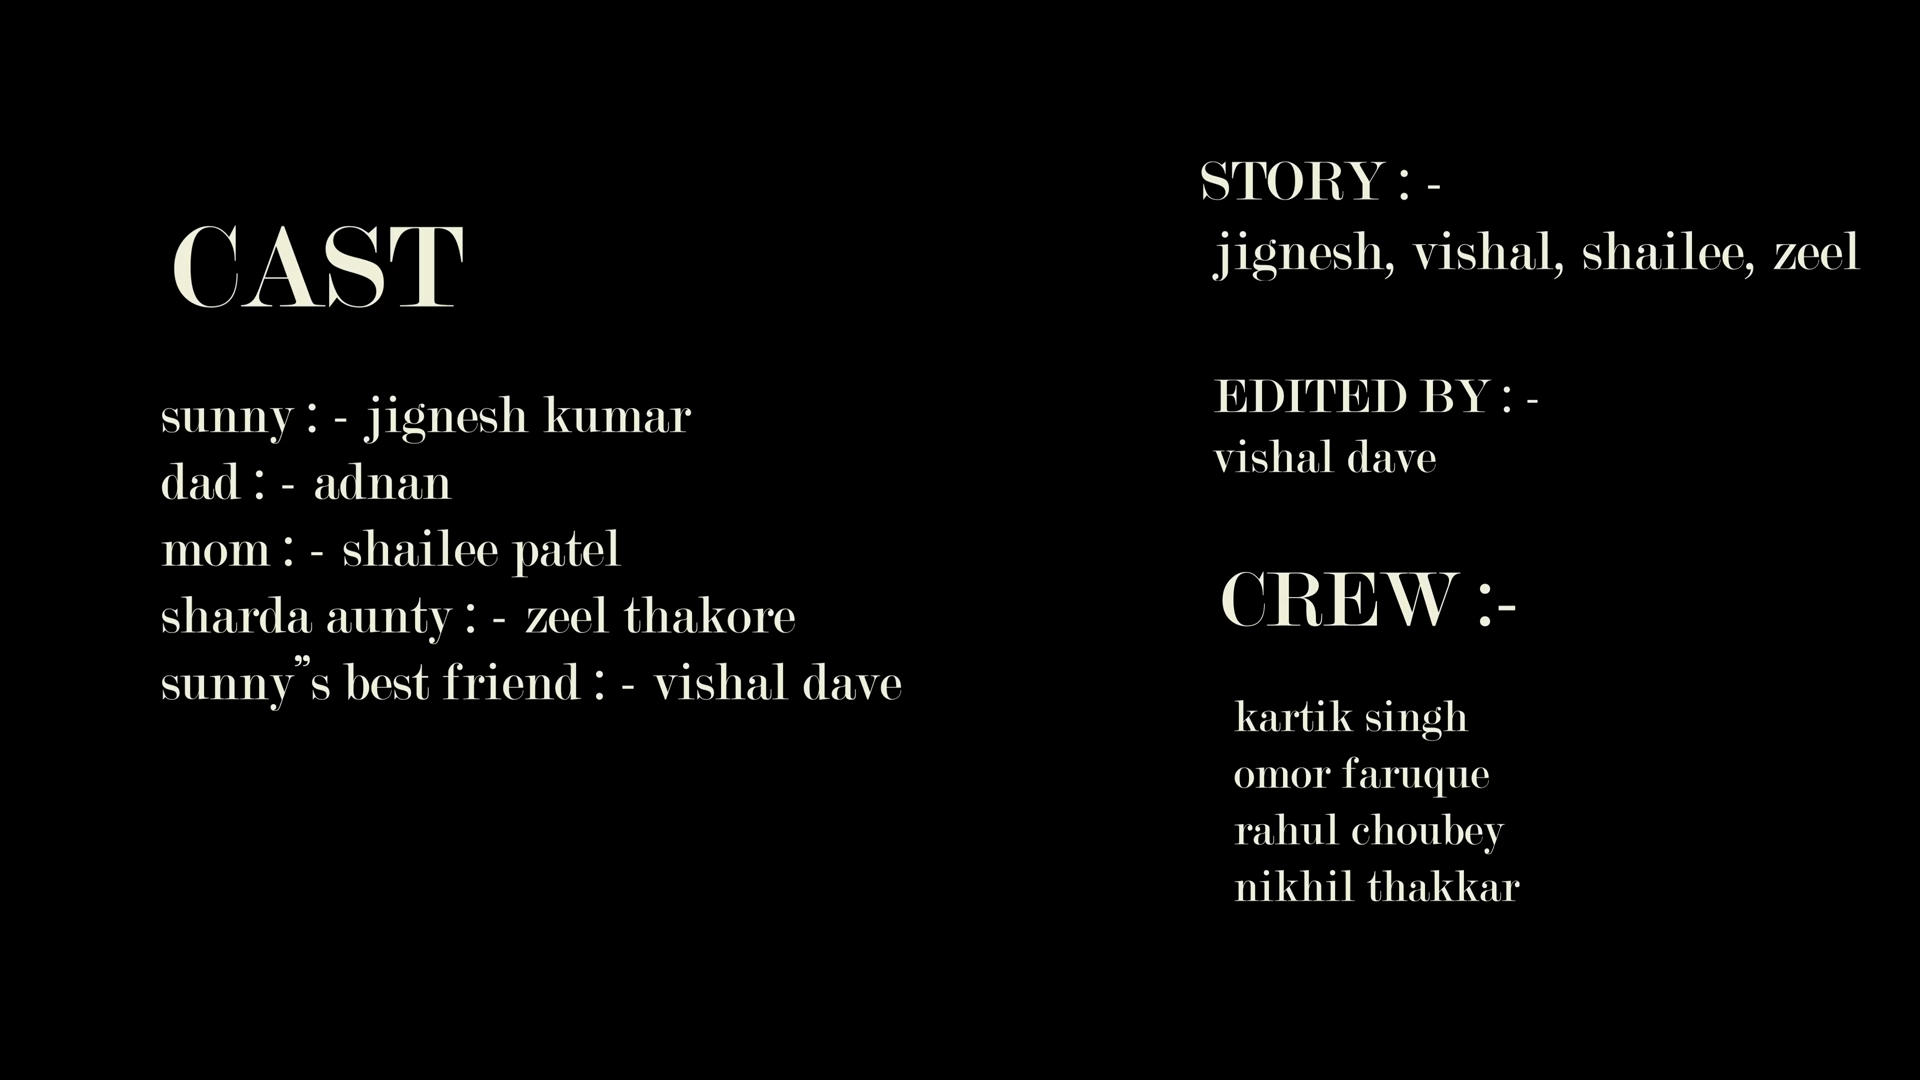 CAST
sunny : - jignesh kumar
dad : - adnan
mom : - shailee patel
sharda aunty : - zeel thakore
sunny”s best friend : - vishal dave
STORY : -
jignesh, vishal, shailee, zeel
EDITED BY : -
vishal dave
CREW :-
kartik singh
omor faruque
rahul choubey
nikhil thakkar